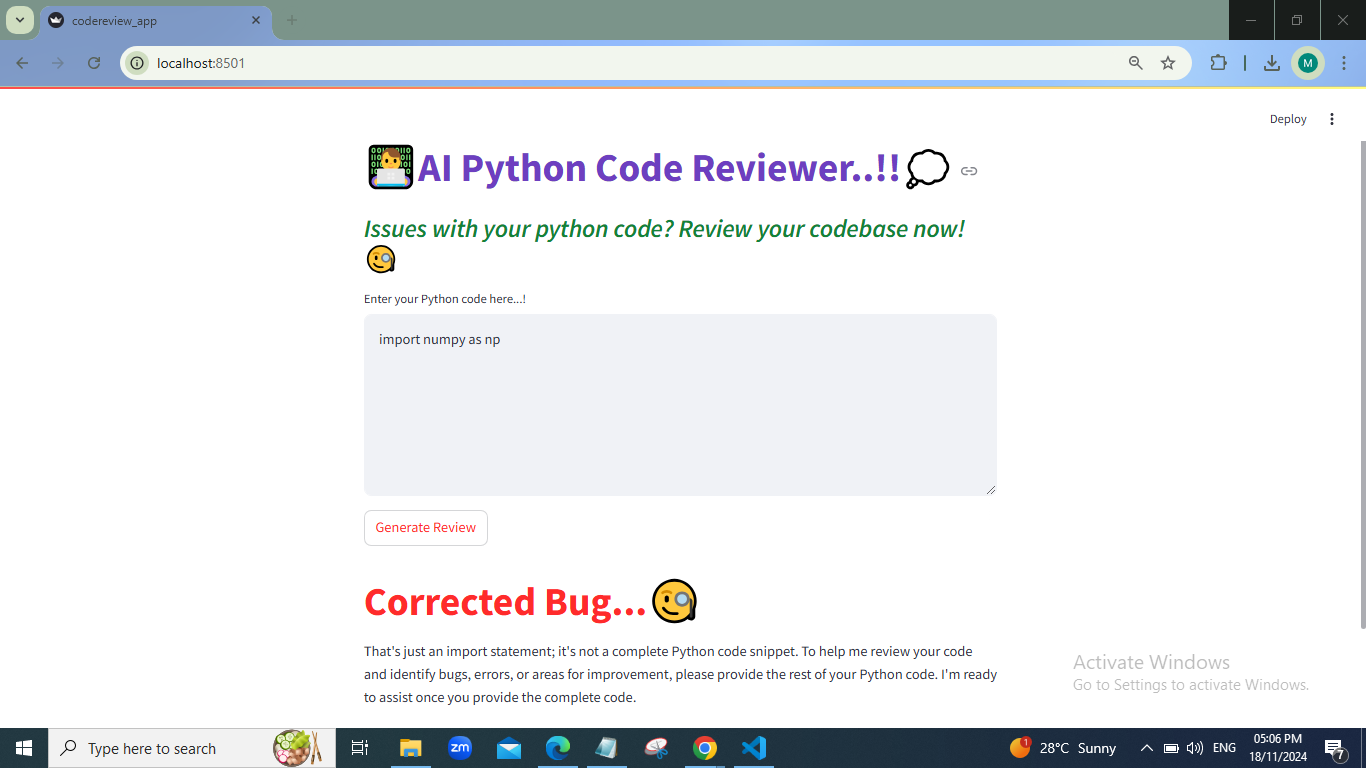 codereview_app
localhost:8501
M
Deploy
AI Python Code Reviewer..!!
Issues with your python code? Review your codebase now!
Enter your Python code here...!
import numpy as np
Generate Review
Corrected Bug...
That's just an import statement; it's not a complete Python code snippet. To help me review your code
and identify bugs, errors, or areas for improvement, please provide the rest of your Python code. I'm ready
to assist once you provide the complete code.
Activate Windows
Go to Settings to activate Windows.
Type here to search
zm
1
28°C Sunny
ENG
05:06 PM
18/11/2024
7